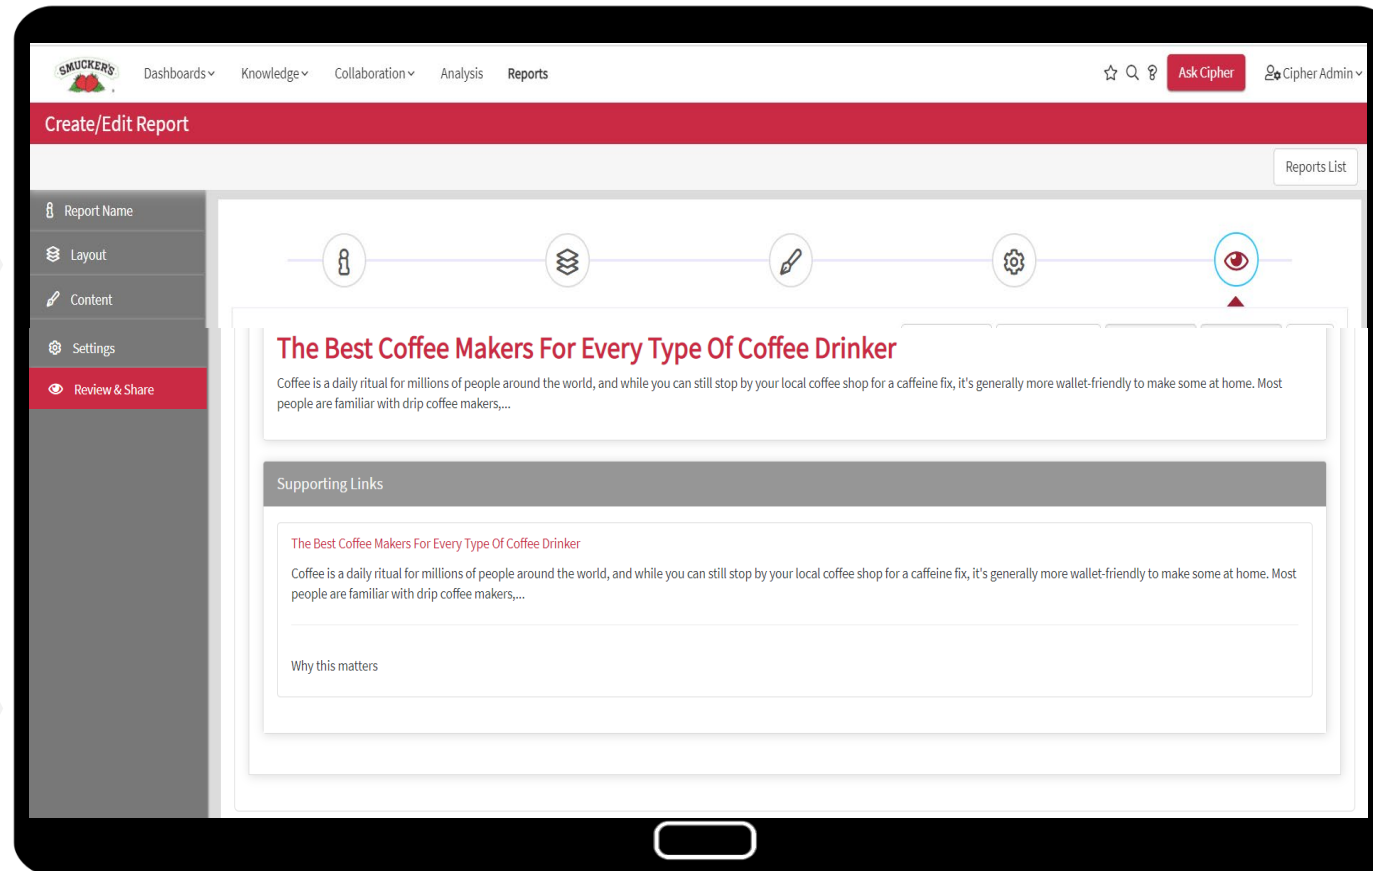 SMUCKER'S
Dashboards
Knowledge
Collaboration
Analysis
Reports
Ask Cipher
Cipher Admin
Create/Edit Report
Reports List
Report Name
Layout
Content
Settings
Review & Share
The Best Coffee Makers For Every Type Of Coffee Drinker
Coffee is a daily ritual for millions of people around the world, and while you can still stop by your local coffee shop for a caffeine fix, it's generally more wallet-friendly to make some at home. Most
people are familiar with drip coffee makers,...
Supporting Links
The Best Coffee Makers For Every Type Of Coffee Drinker
Coffee is a daily ritual for millions of people around the world, and while you can still stop by your local coffee shop for a caffeine fix, it's generally more wallet-friendly to make some at home. Most
people are familiar with drip coffee makers,...
Why this matters